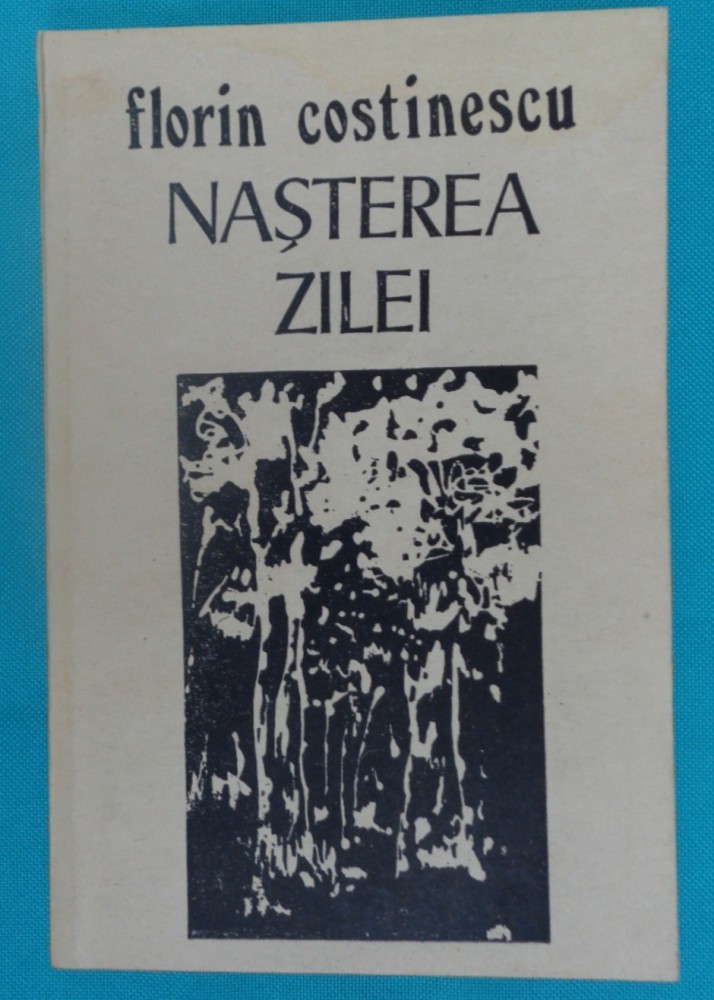 florin costinescu
NAŞTEREA
ZILEI